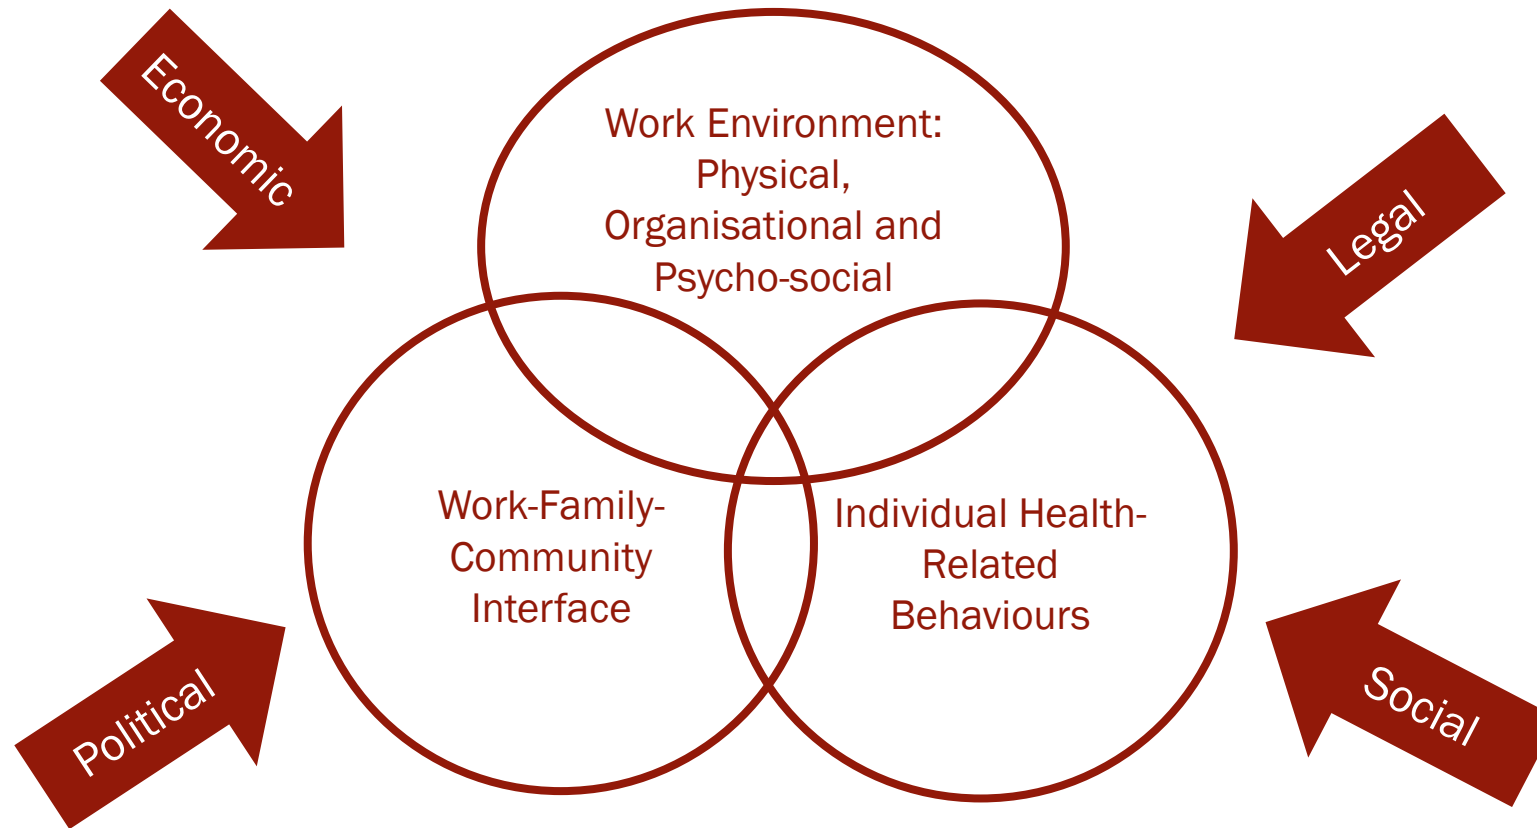 Economic
Work Environment:
Physical,
Organisational and
Psycho-social
Legal
Work-Family-
Community
Interface
Individual Health-
Related
Behaviours
Political
Social